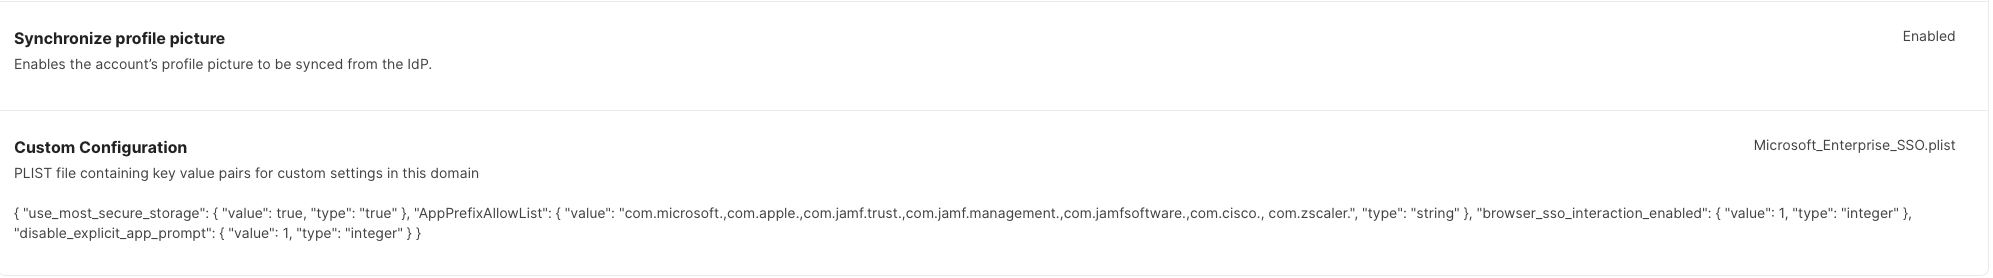 Synchronize profile picture
Enabled
Enables the account’s profile picture to be synced from the IdP.
Custom Configuration
Microsoft_Enterprise_SSO.plist
PLIST file containing key value pairs for custom settings in this domain
{ "use_most_secure_storage": { "value": true, "type": "true" }, "AppPrefixAllowList": { "value": "com.microsoft.,com.apple.,com.jamf.trust.,com.jamf.management.,com.jamfsoftware.,com.cisco., com.zscaler.", "type": "string" }, "browser_sso_interaction_enabled": { "value": 1, "type": "integer" },
"disable_explicit_app_prompt": { "value": 1, "type": "integer" } }